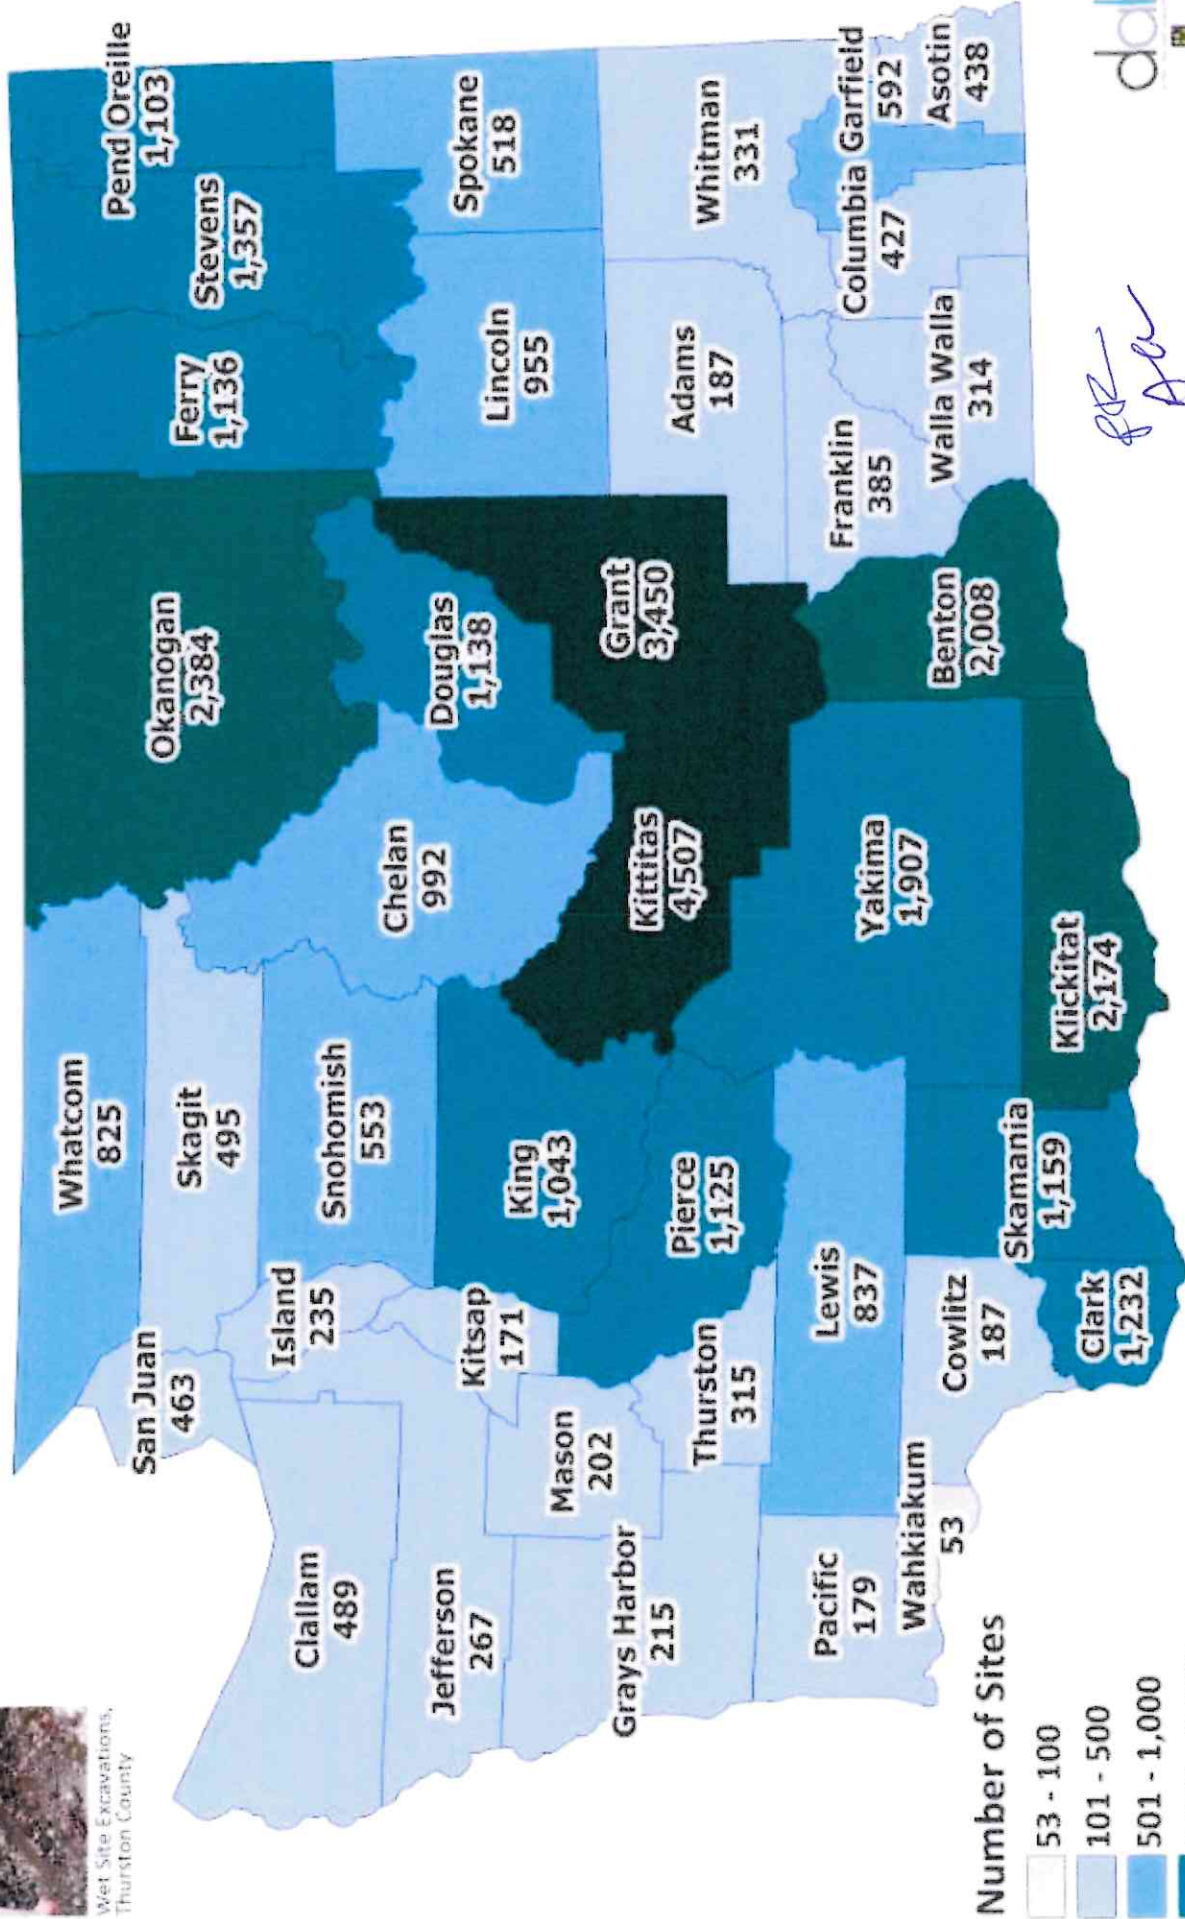 Wet Site Excavations,
Thurston County
Whatcom
825
Okanogan
2,384
Ferry
1,136
Stevens
1,357
Pend Oreille
1,103
San Juan
463
Skagit
495
Island
235
Snohomish
553
Chelan
992
Douglas
1,138
Lincoln
955
Spokane
518
Clallam
489
Jefferson
267
Kitsap
171
King
1,043
Mason
202
Grays Harbor
215
Thurston
315
Pierce
1,125
Kittitas
4,507
Grant
3,450
Adams
187
Whitman
331
Pacific
179
Lewis
837
Yakima
1,907
Franklin
385
Columbia
427
Garfield
592
Asotin
438
Wahkiakum
53
Cowlitz
187
Benton
2,008
Walla Walla
314
Skamania
1,159
Klickitat
2,174
Clark
1,232
Number of Sites
53 - 100
101 - 500
501 - 1,000